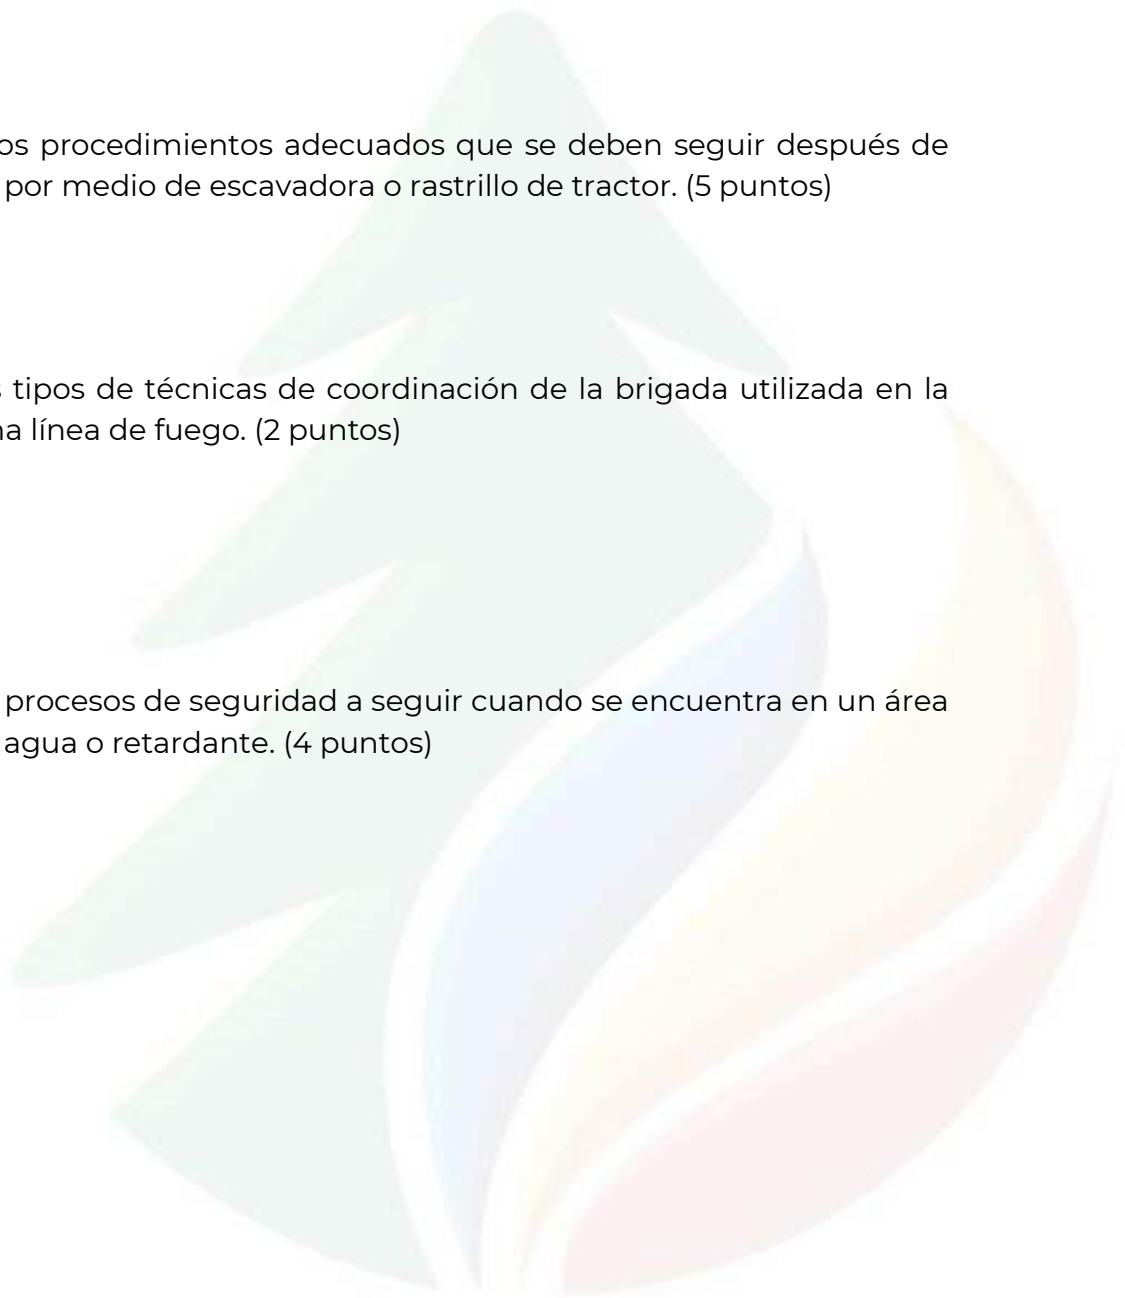 os procedimientos adecuados que se deben seguir después de
por medio de escavadora o rastrillo de tractor. (5 puntos)
s tipos de técnicas de coordinación de la brigada utilizada en la
na línea de fuego. (2 puntos)
procesos de seguridad a seguir cuando se encuentra en un área
agua o retardante. (4 puntos)